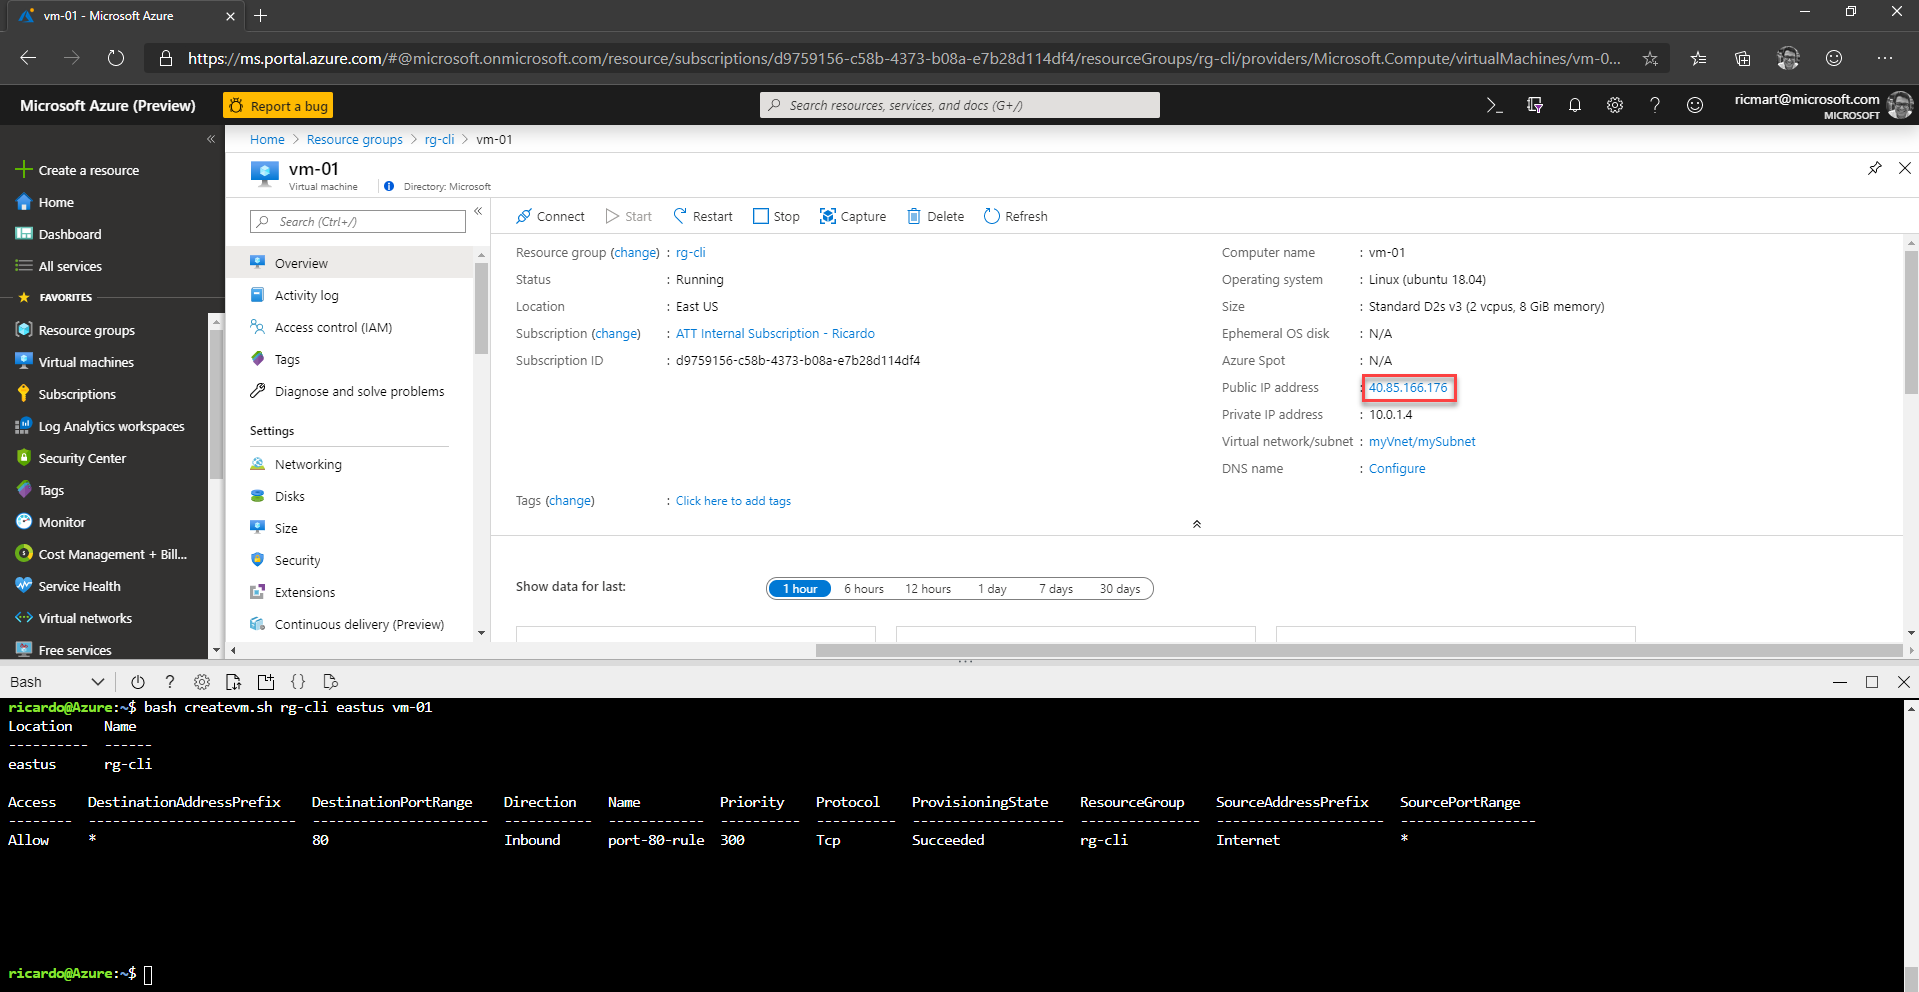 vm-01 - Microsoft Azure
https://ms.portal.azure.com/#@microsoft.onmicrosoft.com/resource/subscriptions/d9759156-c58b-4373-b08a-e7b28d114df4/resourceGroups/rg-cli/providers/Microsoft.Compute/virtualMachines/vm-0...
Microsoft Azure (Preview)
Report a bug
Search resources, services, and docs (G+/)
ricmart@microsoft.com
MICROSOFT
Home > Resource groups > rg-cli > vm-01
vm-01
Virtual machine
Directory: Microsoft
Create a resource
Home
Dashboard
All services
FAVORITES
Resource groups
Virtual machines
Subscriptions
Log Analytics workspaces
Security Center
Tags
Monitor
Cost Management + Bill...
Service Health
Virtual networks
Free services
Search (Ctrl+/)
Overview
Activity log
Access control (IAM)
Tags
Diagnose and solve problems
Settings
Networking
Disks
Size
Security
Extensions
Continuous delivery (Preview)
Connect Start Restart Stop Capture Delete Refresh
Resource group (change) : rg-cli
Status : Running
Location : East US
Subscription (change) : ATT Internal Subscription - Ricardo
Subscription ID : d9759156-c58b-4373-b08a-e7b28d114df4
Computer name : vm-01
Operating system : Linux (ubuntu 18.04)
Size : Standard D2s v3 (2 vcpus, 8 GiB memory)
Ephemeral OS disk : N/A
Azure Spot : N/A
Public IP address : 40.85.166.176
Private IP address : 10.0.1.4
Virtual network/subnet : myVnet/mySubnet
DNS name : Configure
Tags (change) : Click here to add tags
Show data for last: 1 hour 6 hours 12 hours 1 day 7 days 30 days
Bash
ricardo@Azure:~$ bash createvm.sh rg-cli eastus vm-01
Location Name
---------- ------
eastus rg-cli
Access DestinationAddressPrefix DestinationPortRange Direction Name Priority Protocol ProvisioningState ResourceGroup SourceAddressPrefix SourcePortRange
-------- -------------------------- ---------------------- ----------- ------------ ---------- ---------- ------------------- --------------- --------------------- -----------------
Allow * 80 Inbound port-80-rule 300 Tcp Succeeded rg-cli Internet *
ricardo@Azure:~$